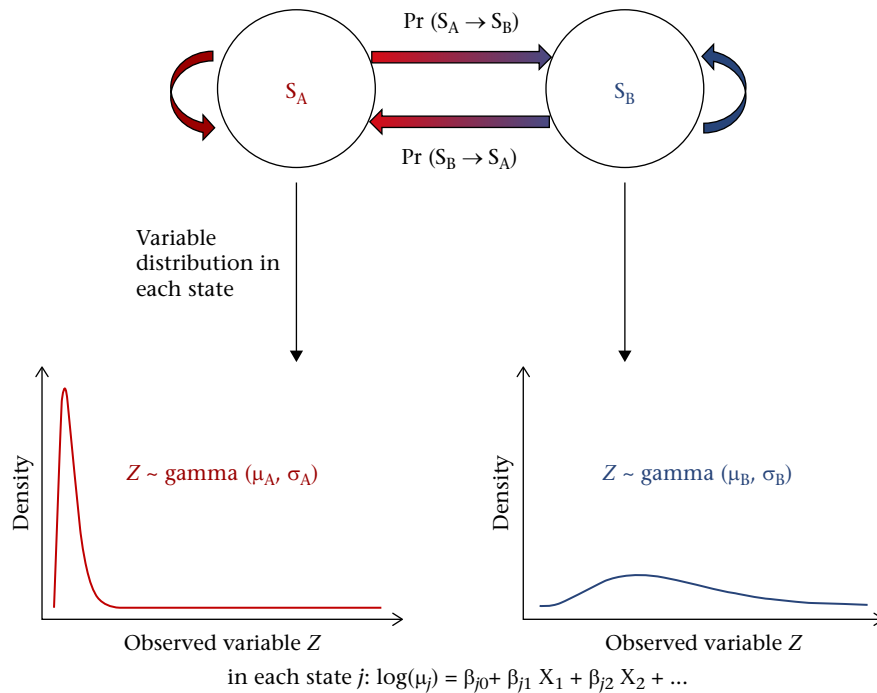 Pr (S_A → S_B)
S_A
S_B
Pr (S_B → S_A)
Variable
distribution in
each state
Density
Z ~ gamma (μ_A, σ_A)
Observed variable Z
Density
Z ~ gamma (μ_B, σ_B)
Observed variable Z
in each state j: log(μ_j) = β_j0+ β_j1 X_1 + β_j2 X_2 + ...